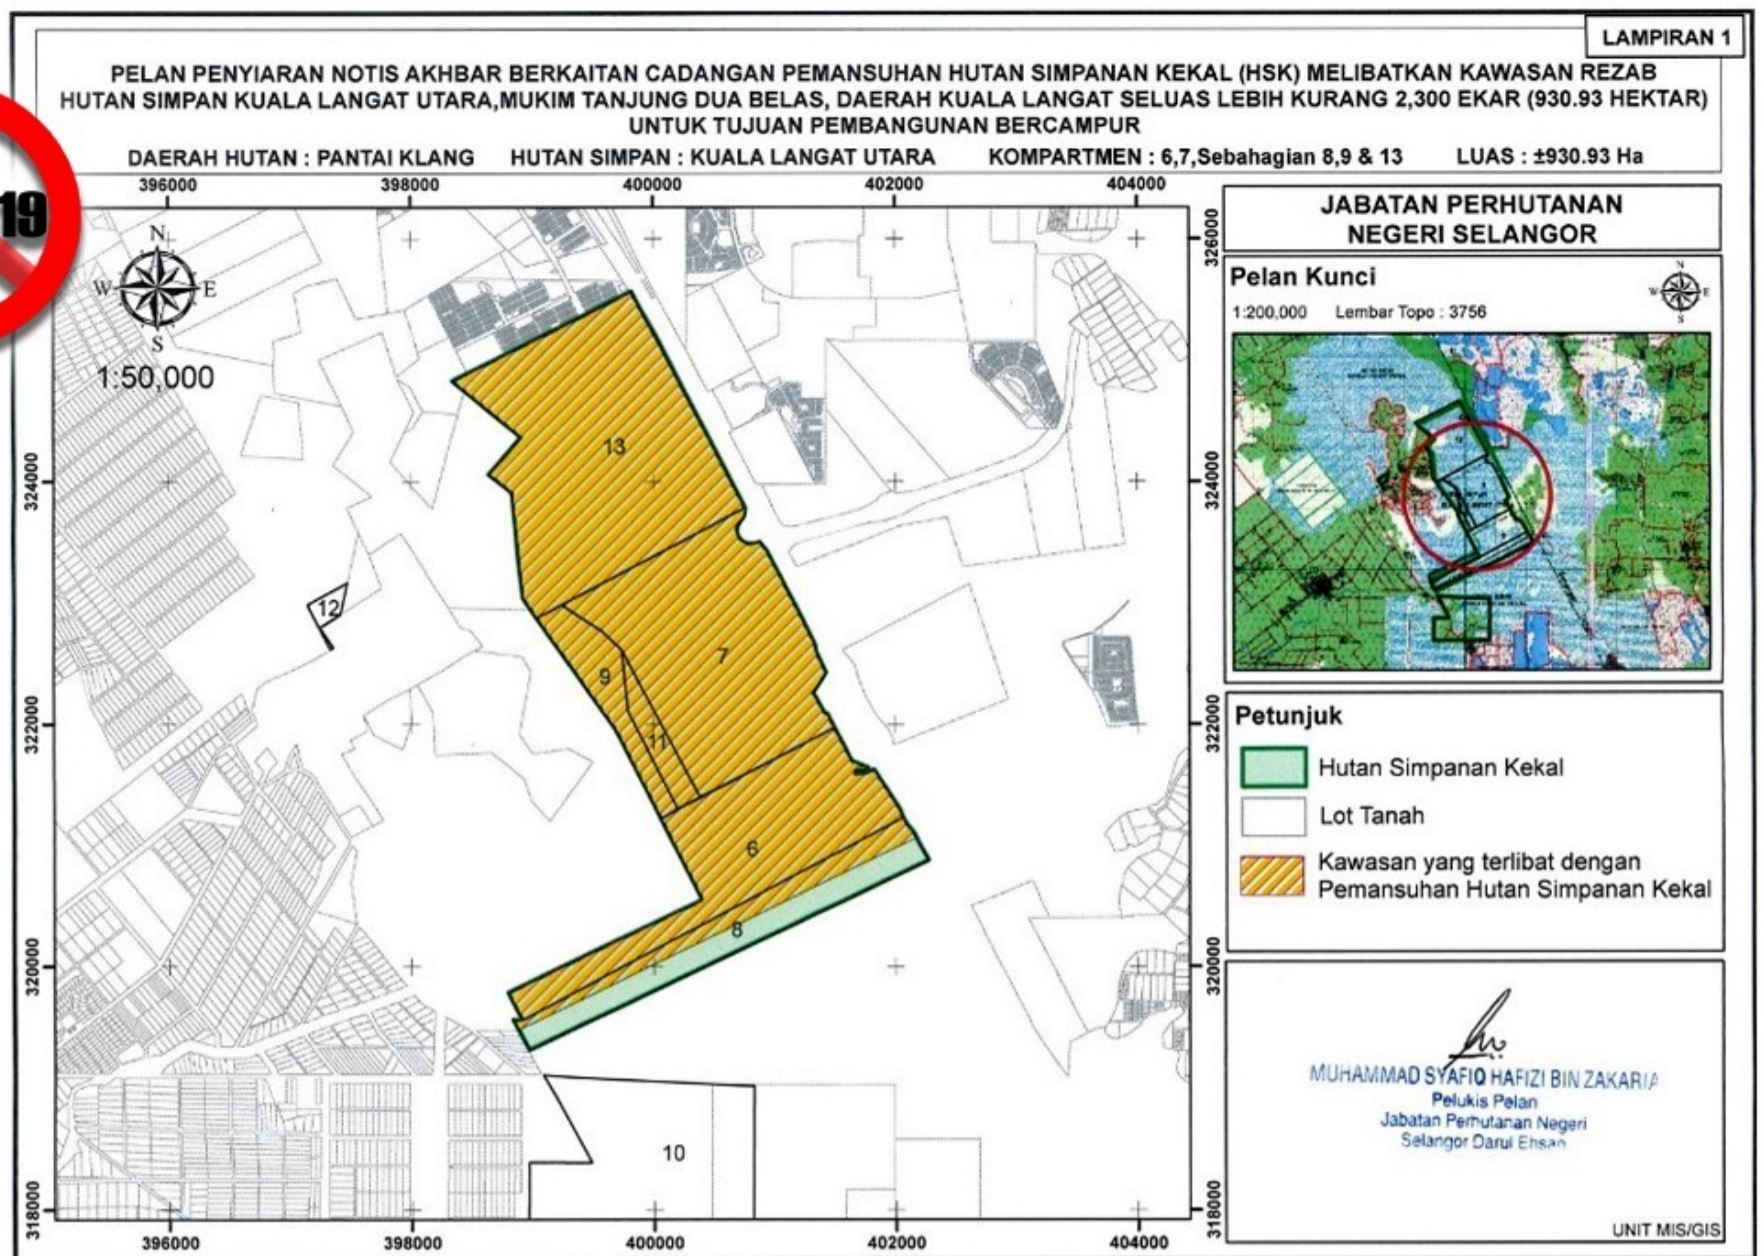 LAMPIRAN 1
PELAN PENYIARAN NOTIS AKHBAR BERKAITAN CADANGAN PEMANSUHAN HUTAN SIMPANAN KEKAL (HSK) MELIBATKAN KAWASAN REZAB
HUTAN SIMPAN KUALA LANGAT UTARA,MUKIM TANJUNG DUA BELAS, DAERAH KUALA LANGAT SELUAS LEBIH KURANG 2,300 EKAR (930.93 HEKTAR)
UNTUK TUJUAN PEMBANGUNAN BERCAMPUR
DAERAH HUTAN : PANTAI KLANG HUTAN SIMPAN : KUALA LANGAT UTARA KOMPARTMEN : 6,7,Sebahagian 8,9 & 13 LUAS : ±930.93 Ha
19
396000 398000 400000 402000 404000
N
W E
S
1:50,000
326000
324000 324000
322000 322000
320000 320000
318000 318000
13
12
7
9
11
6
8
10
396000 398000 400000 402000 404000
JABATAN PERHUTANAN
NEGERI SELANGOR
Pelan Kunci
1:200,000 Lembar Topo : 3756
N
W E
S
Petunjuk
Hutan Simpanan Kekal
Lot Tanah
Kawasan yang terlibat dengan
Pemansuhan Hutan Simpanan Kekal
MUHAMMAD SYAFIQ HAFIZI BIN ZAKARIA
Pelukis Pelan
Jabatan Perhutanan Negeri
Selangor Darul Ehsan
UNIT MIS/GIS